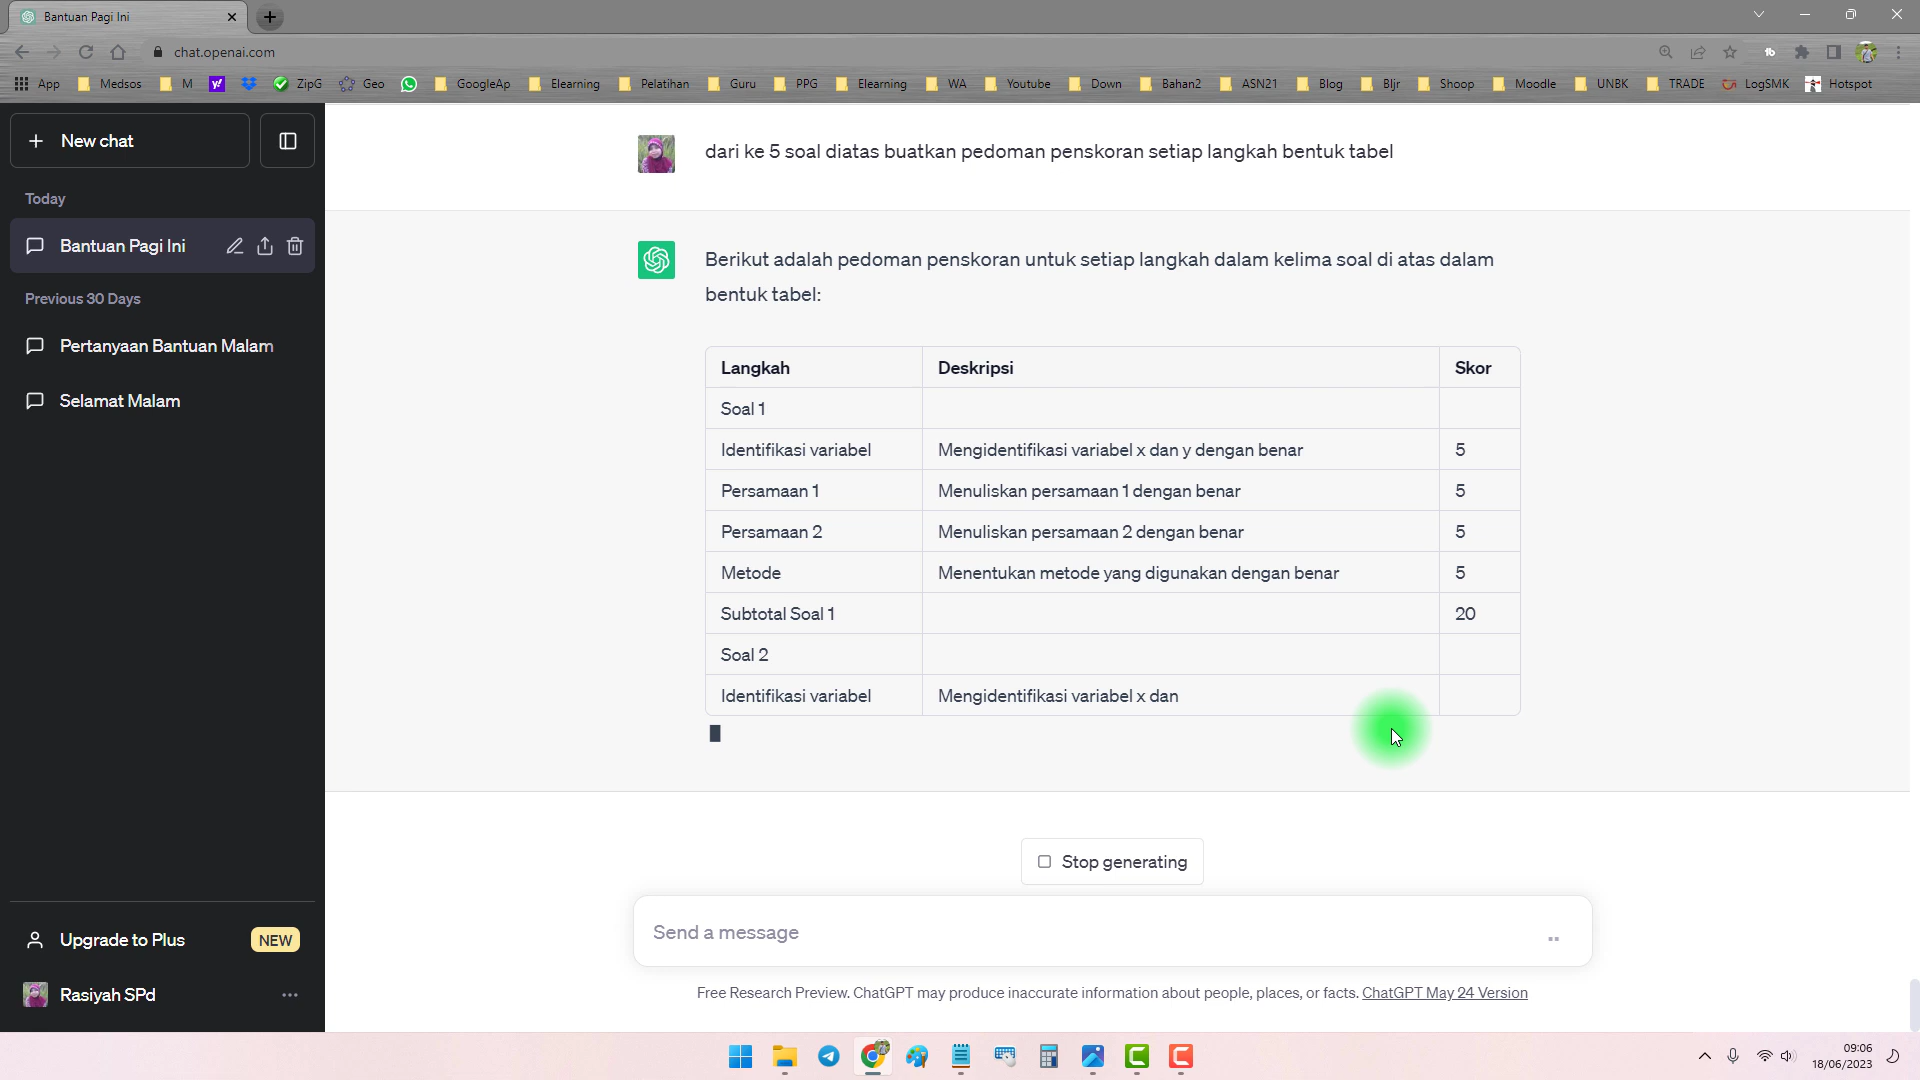 Bantuan Pagi Ini
chat.openai.com
App Medsos M ZipG Geo GoogleAp Elearning Pelatihan Guru PPG Elearning WA Youtube Down Bahan2 ASN21 Blog Bljr Shoop Moodle UNBK TRADE LogSMK Hotspot
New chat
Today
Bantuan Pagi Ini
Previous 30 Days
Pertanyaan Bantuan Malam
Selamat Malam
Upgrade to Plus NEW
Rasiyah SPd
dari ke 5 soal diatas buatkan pedoman penskoran setiap langkah bentuk tabel
Berikut adalah pedoman penskoran untuk setiap langkah dalam kelima soal di atas dalam
bentuk tabel:
Langkah Deskripsi Skor
Soal 1
Identifikasi variabel Mengidentifikasi variabel x dan y dengan benar 5
Persamaan 1 Menuliskan persamaan 1 dengan benar 5
Persamaan 2 Menuliskan persamaan 2 dengan benar 5
Metode Menentukan metode yang digunakan dengan benar 5
Subtotal Soal 1 20
Soal 2
Identifikasi variabel Mengidentifikasi variabel x dan
Stop generating
Send a message
Free Research Preview. ChatGPT may produce inaccurate information about people, places, or facts. ChatGPT May 24 Version
09:06
18/06/2023